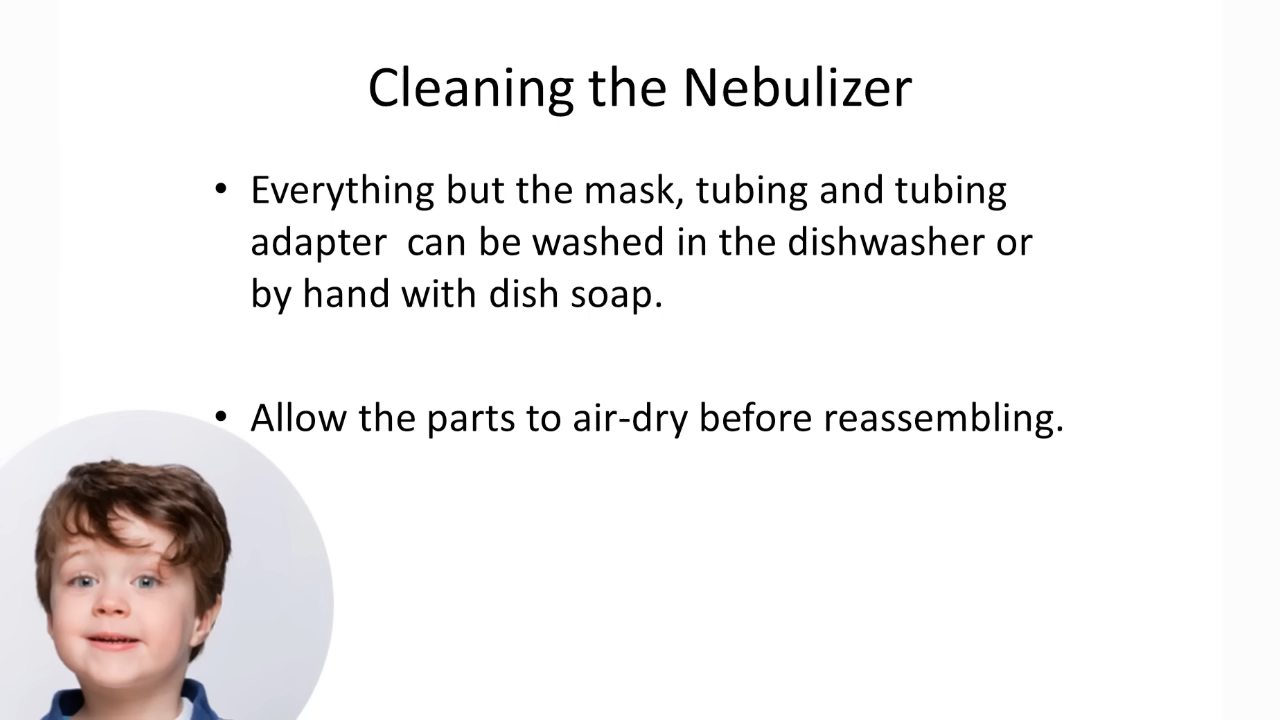 Cleaning the Nebulizer
• Everything but the mask, tubing and tubing
adapter  can be washed in the dishwasher or
by hand with dish soap.
• Allow the parts to air-dry before reassembling.